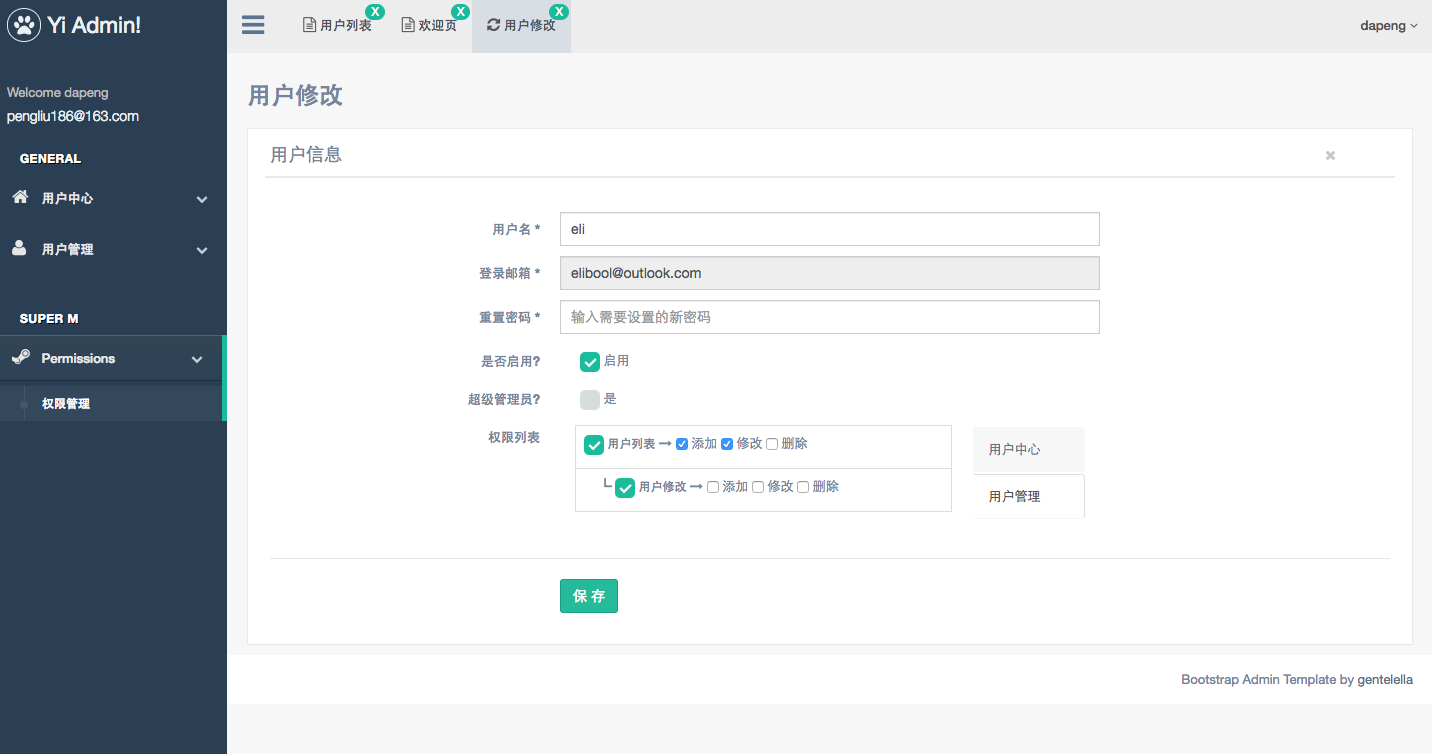 Yi Admin!
Welcome dapeng
pengliu186@163.com
GENERAL
用户中心
用户管理
SUPER M
Permissions
权限管理
用户列表 X 欢迎页 X 用户修改 X dapeng
用户修改
用户信息
用户名 * eli
登录邮箱 * elibool@outlook.com
重置密码 * 输入需要设置的新密码
是否启用? 启用
超级管理员? 是
权限列表 用户列表 → 添加 修改 删除 用户中心
用户修改 → 添加 修改 删除 用户管理
保 存
Bootstrap Admin Template by gentelella